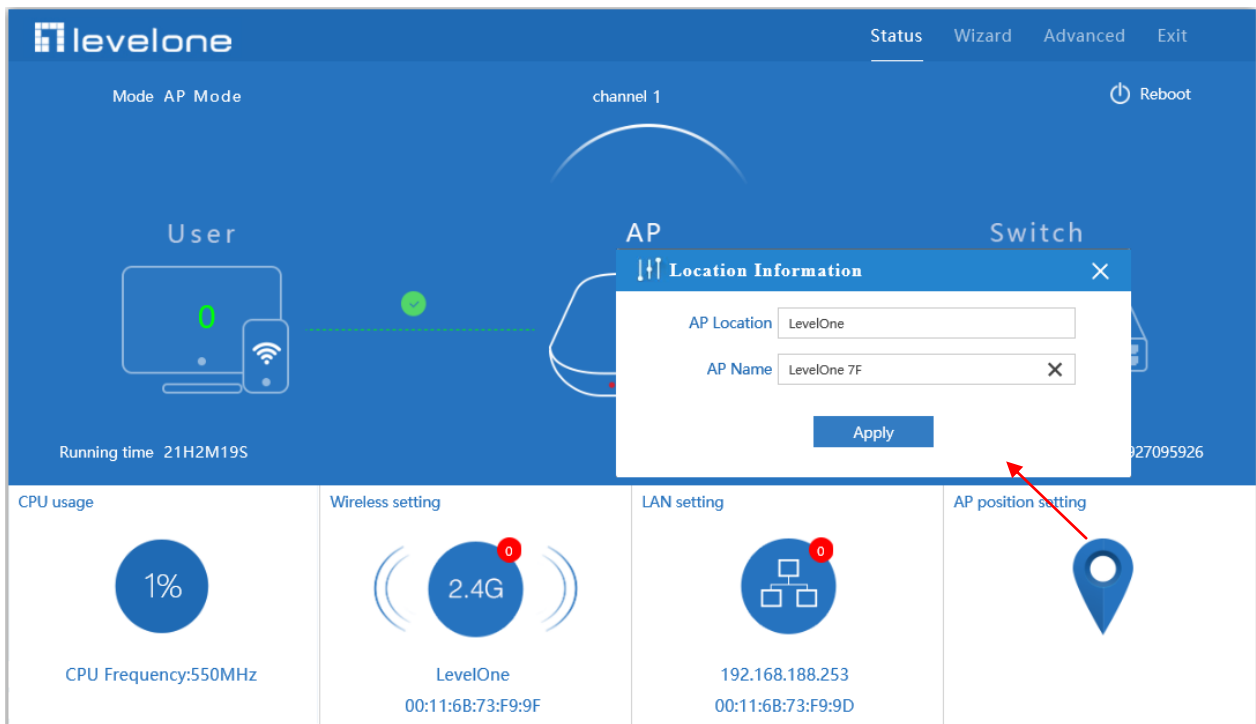 levelone
Status Wizard Advanced Exit
Mode AP Mode
channel 1
Reboot
User
AP
Switch
0
Location Information
AP Location LevelOne
AP Name LevelOne 7F
Apply
Running time 21H2M19S
927095926
CPU usage
Wireless setting
LAN setting
AP position setting
1%
2.4G
0
0
CPU Frequency:550MHz
LevelOne
192.168.188.253
00:11:6B:73:F9:9F
00:11:6B:73:F9:9D